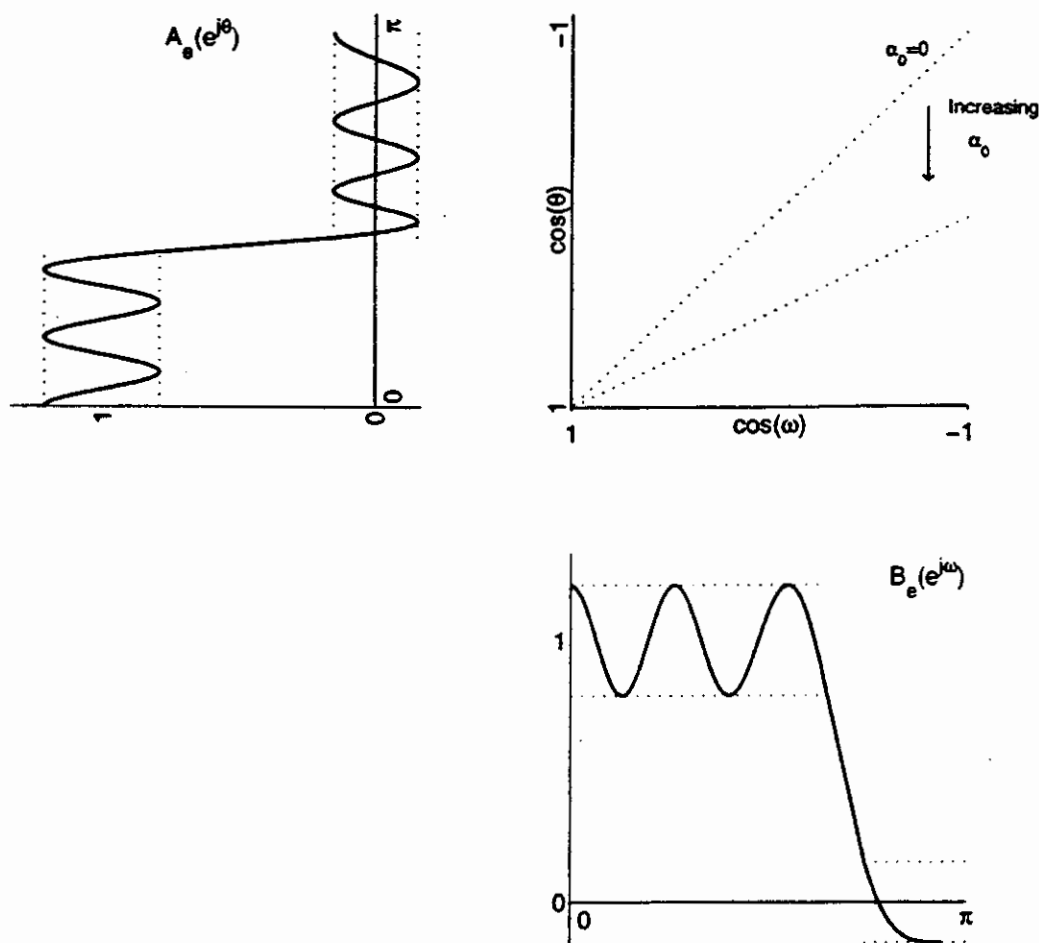 A_e(e^{jθ})
π
0
0
1
-1
α_0=0
Increasing
α_0
cos(θ)
1
1
cos(ω)
-1
B_e(e^{jω})
1
0
0
π